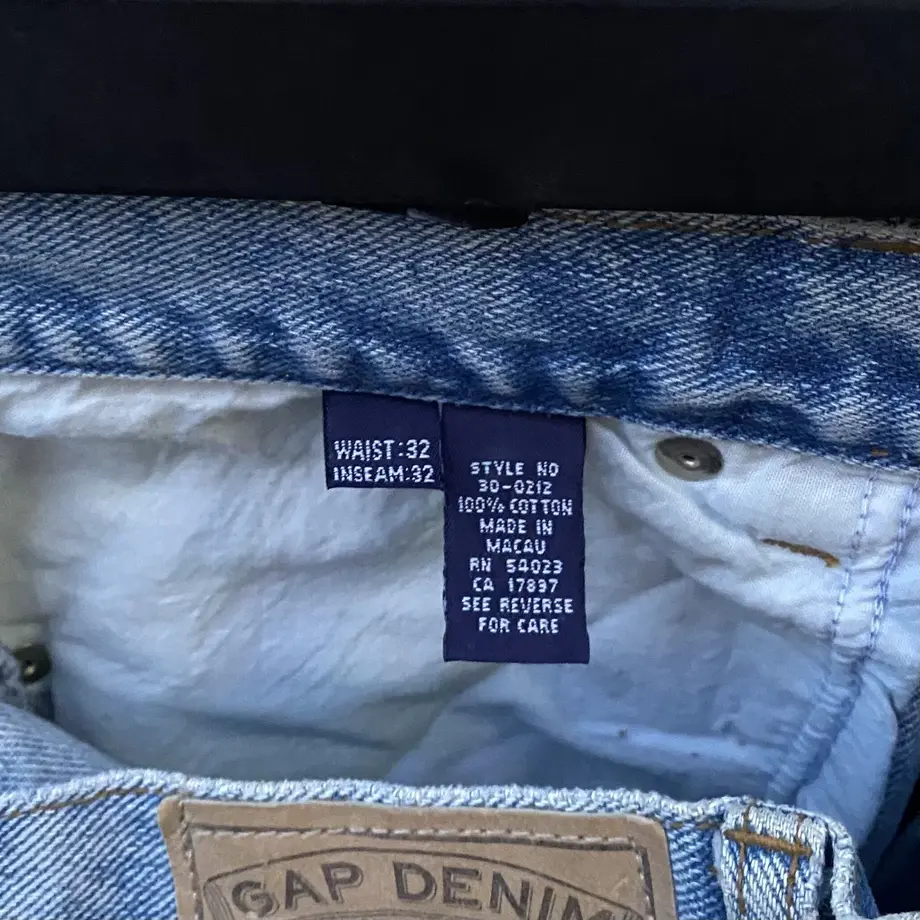 WAIST:32
INSEAM:32
STYLE NO
30-0212
100% COTTON
MADE IN
MACAU
RN 54023
CA 17897
SEE REVERSE
FOR CARE
GAP DENIM